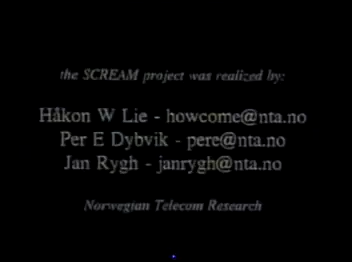 the SCREAM project was realized by:
Håkon W Lie - howcome@nta.no
Per E Dybvik - pere@nta.no
Jan Rygh - janrygh@nta.no
Norwegian Telecom Research